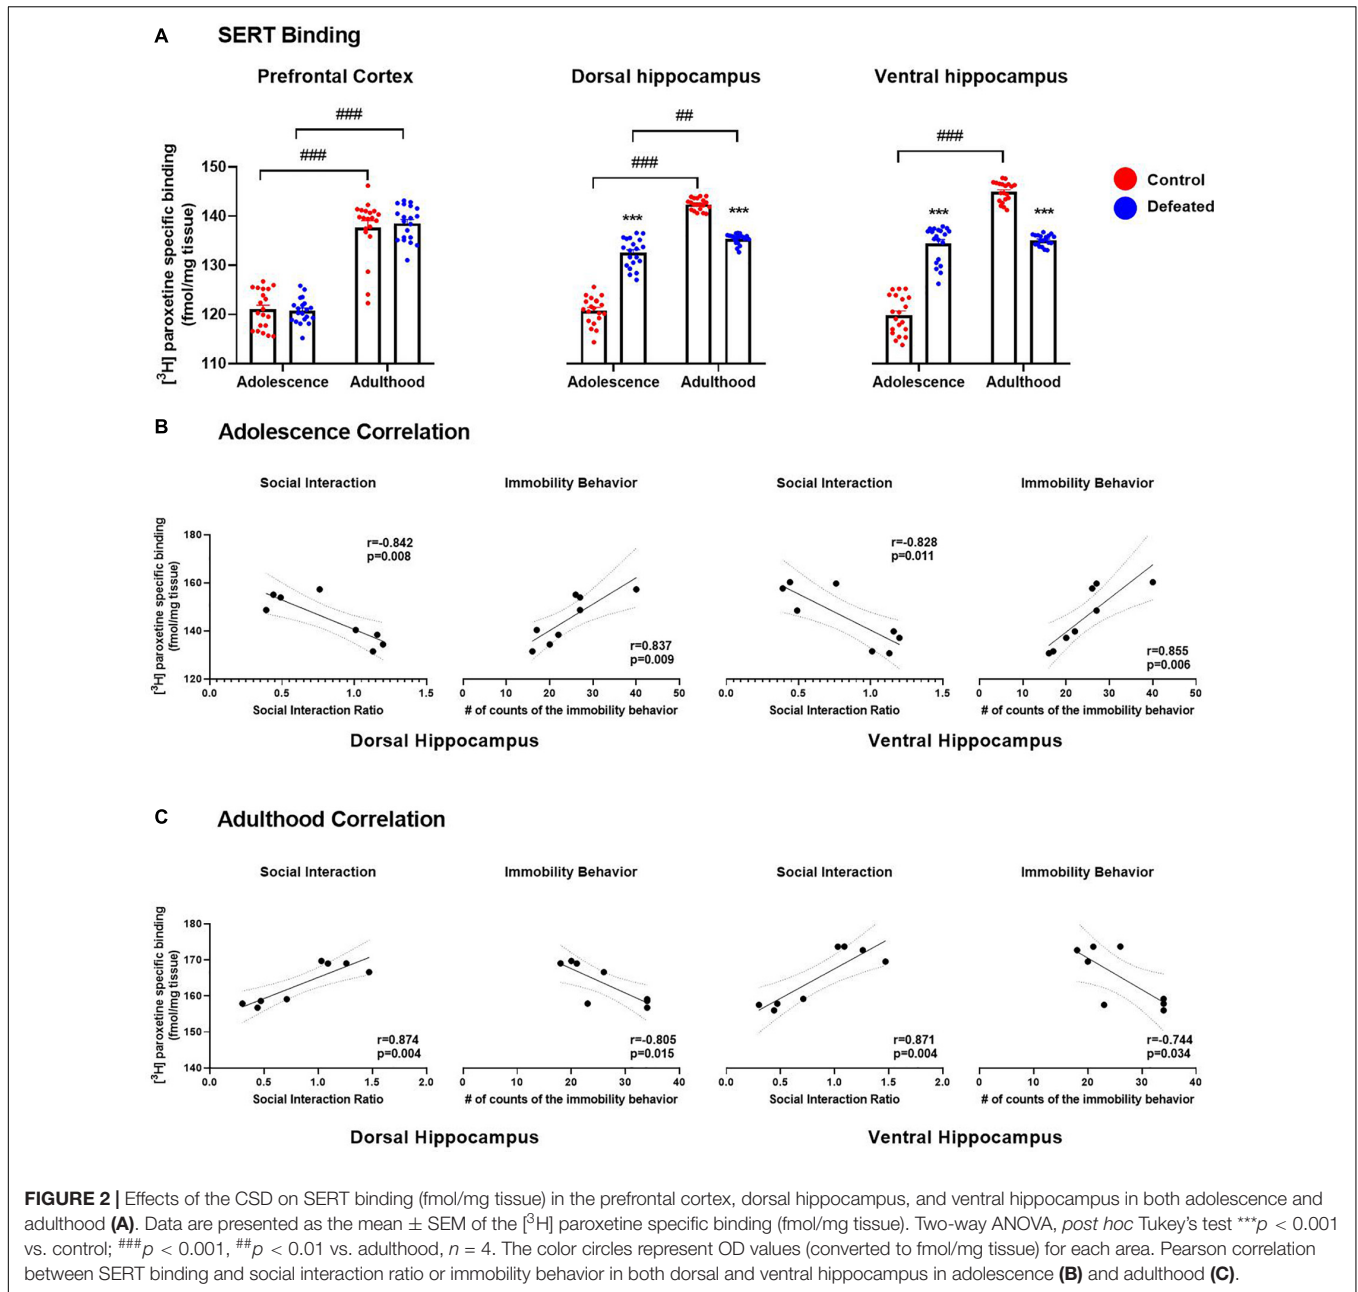 A SERT Binding
Prefrontal Cortex Dorsal hippocampus Ventral hippocampus
### ### ### ## ###
[³H] paroxetine specific binding
(fmol/mg tissue)
150
140
130
120
110
*** *** *** ***
Control
Defeated
Adolescence Adulthood Adolescence Adulthood Adolescence Adulthood
B Adolescence Correlation
Social Interaction Immobility Behavior Social Interaction Immobility Behavior
[³H] paroxetine specific binding
(fmol/mg tissue)
180
160
140
120
r=-0.842
p=0.008
r=0.837
p=0.009
r=-0.828
p=0.011
r=0.855
p=0.006
0.0 0.5 1.0 1.5 0 10 20 30 40 50 0.0 0.5 1.0 1.5 0 10 20 30 40 50
Social Interaction Ratio # of counts of the immobility behavior Social Interaction Ratio # of counts of the immobility behavior
Dorsal Hippocampus Ventral Hippocampus
C Adulthood Correlation
Social Interaction Immobility Behavior Social Interaction Immobility Behavior
[³H] paroxetine specific binding
(fmol/mg tissue)
180
170
160
150
140
r=0.874
p=0.004
r=-0.805
p=0.015
r=0.871
p=0.004
r=-0.744
p=0.034
0.0 0.5 1.0 1.5 2.0 0 10 20 30 40 0.0 0.5 1.0 1.5 2.0 0 10 20 30 40
Social Interaction Ratio # of counts of the immobility behavior Social Interaction Ratio # of counts of the immobility behavior
Dorsal Hippocampus Ventral Hippocampus
FIGURE 2 | Effects of the CSD on SERT binding (fmol/mg tissue) in the prefrontal cortex, dorsal hippocampus, and ventral hippocampus in both adolescence and
adulthood (A). Data are presented as the mean ± SEM of the [³H] paroxetine specific binding (fmol/mg tissue). Two-way ANOVA, post hoc Tukey's test ***p < 0.001
vs. control; ###p < 0.001, ##p < 0.01 vs. adulthood, n = 4. The color circles represent OD values (converted to fmol/mg tissue) for each area. Pearson correlation
between SERT binding and social interaction ratio or immobility behavior in both dorsal and ventral hippocampus in adolescence (B) and adulthood (C).